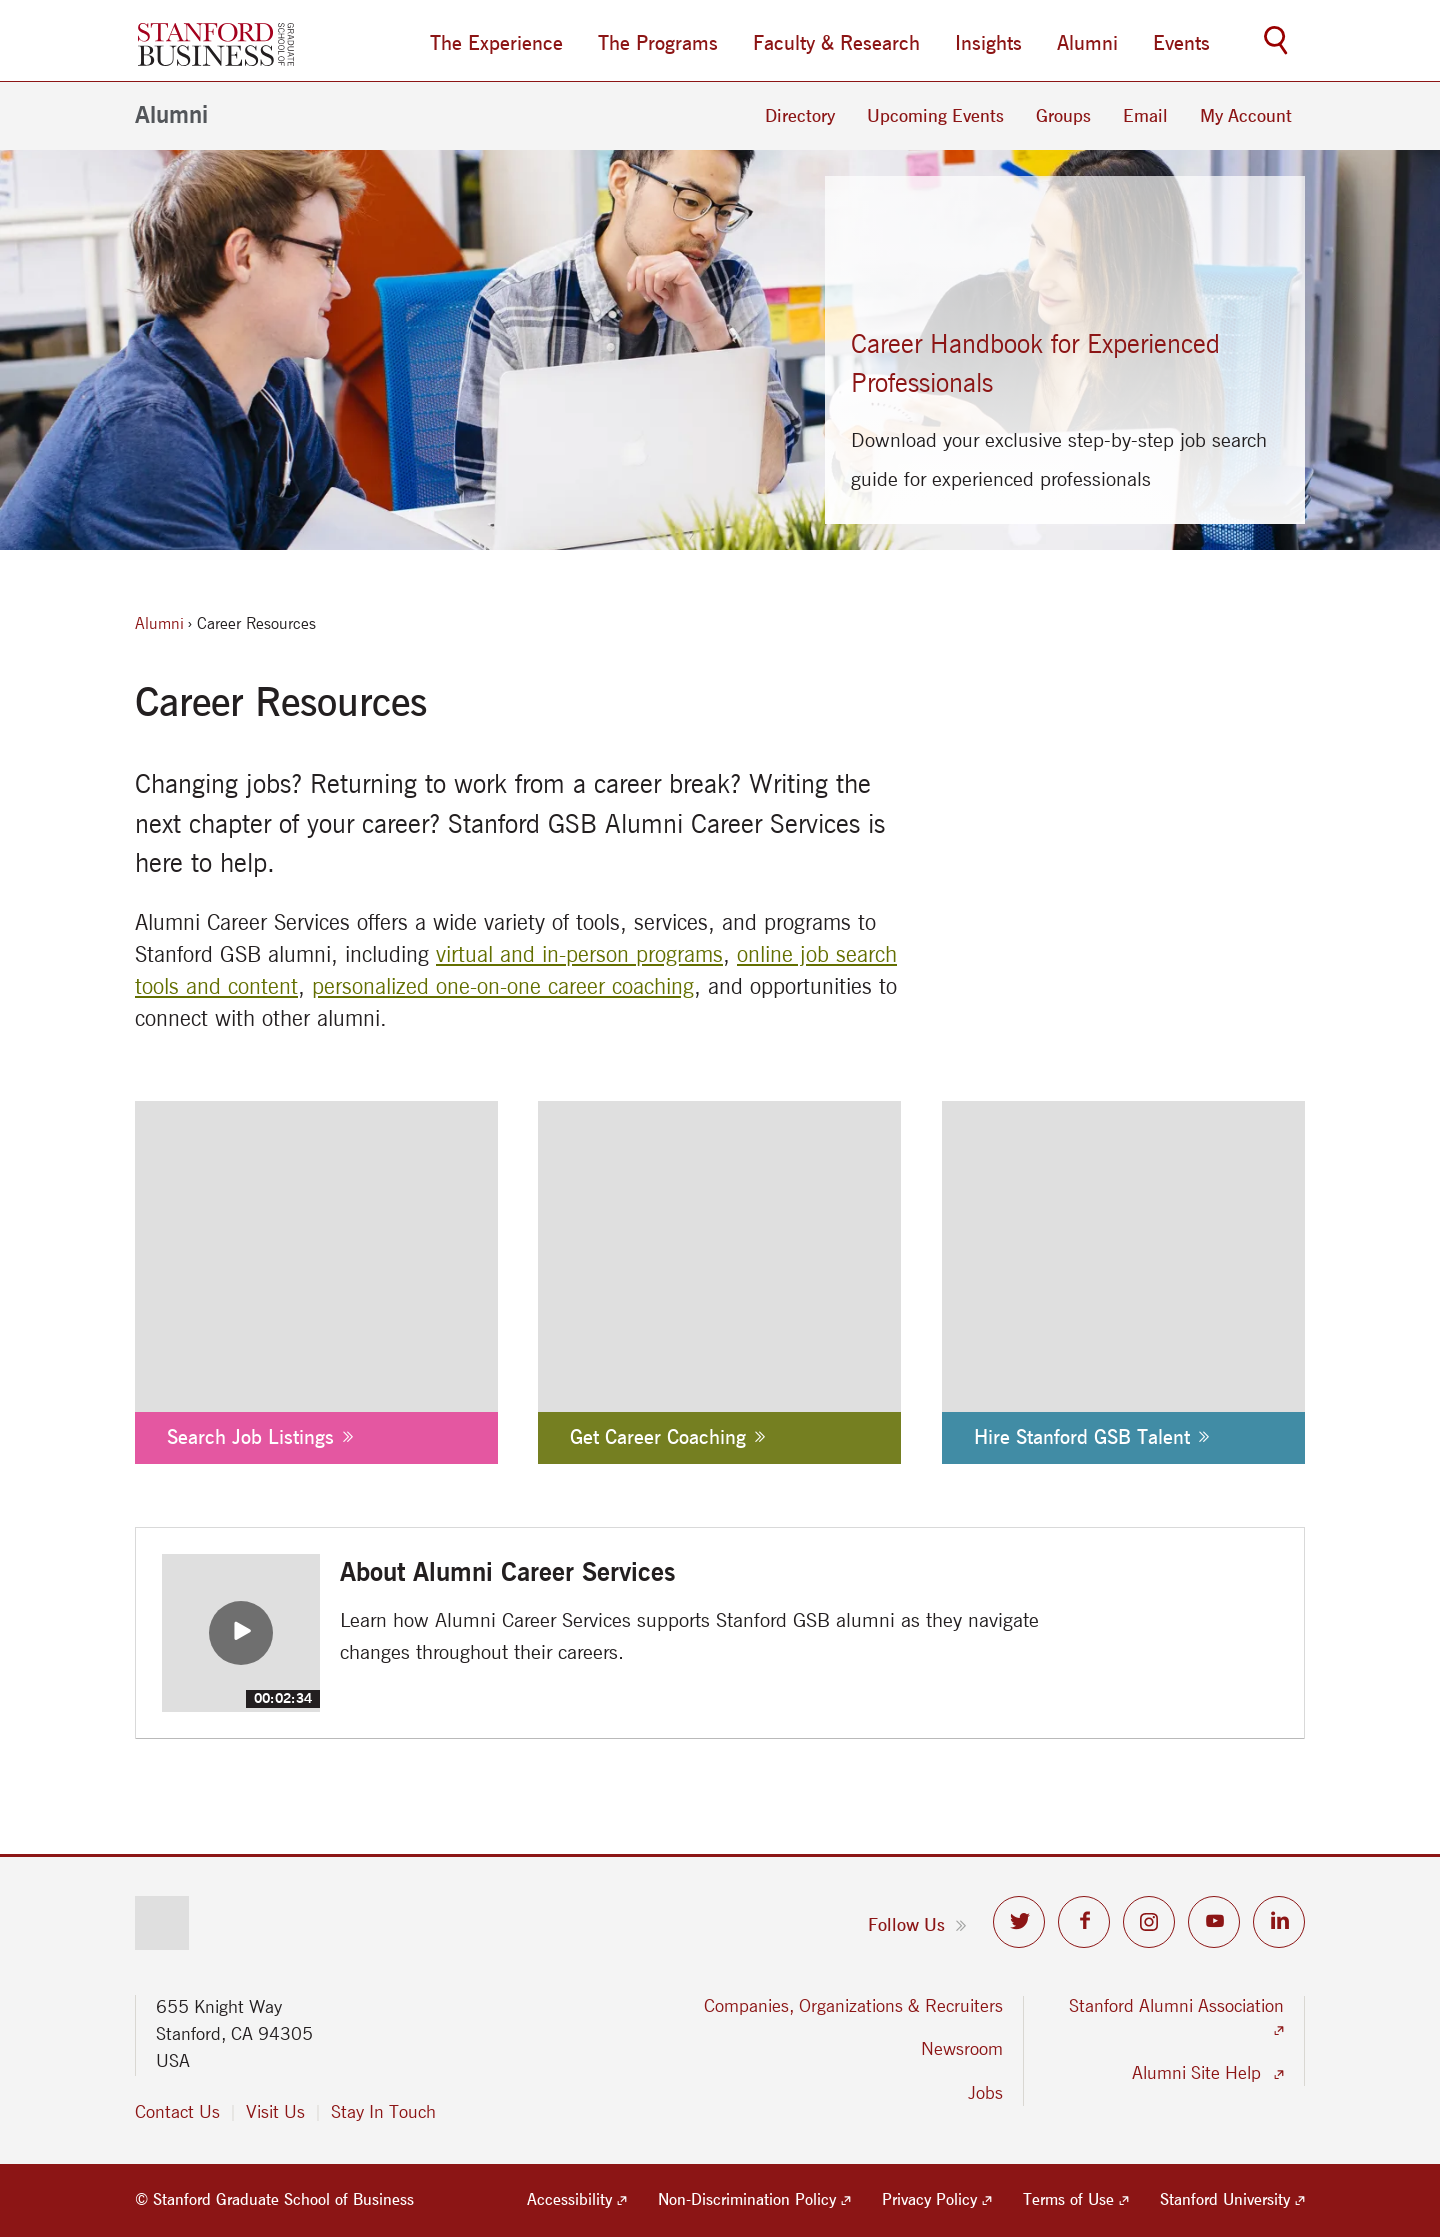 STANFORD
BUSINESS
GRADUATE
SCHOOL OF
The Experience
The Programs
Faculty & Research
Insights
Alumni
Events
Alumni
Directory
Upcoming Events
Groups
Email
My Account
Career Handbook for Experienced
Professionals
Download your exclusive step-by-step job search
guide for experienced professionals
Alumni › Career Resources
Career Resources
Changing jobs? Returning to work from a career break? Writing the
next chapter of your career? Stanford GSB Alumni Career Services is
here to help.
Alumni Career Services offers a wide variety of tools, services, and programs to
Stanford GSB alumni, including virtual and in-person programs, online job search
tools and content, personalized one-on-one career coaching, and opportunities to
connect with other alumni.
Search Job Listings »
Get Career Coaching »
Hire Stanford GSB Talent »
About Alumni Career Services
Learn how Alumni Career Services supports Stanford GSB alumni as they navigate
changes throughout their careers.
00:02:34
Follow Us »
655 Knight Way
Stanford, CA 94305
USA
Contact Us | Visit Us | Stay In Touch
Companies, Organizations & Recruiters
Newsroom
Jobs
Stanford Alumni Association
Alumni Site Help
© Stanford Graduate School of Business
Accessibility
Non-Discrimination Policy
Privacy Policy
Terms of Use
Stanford University